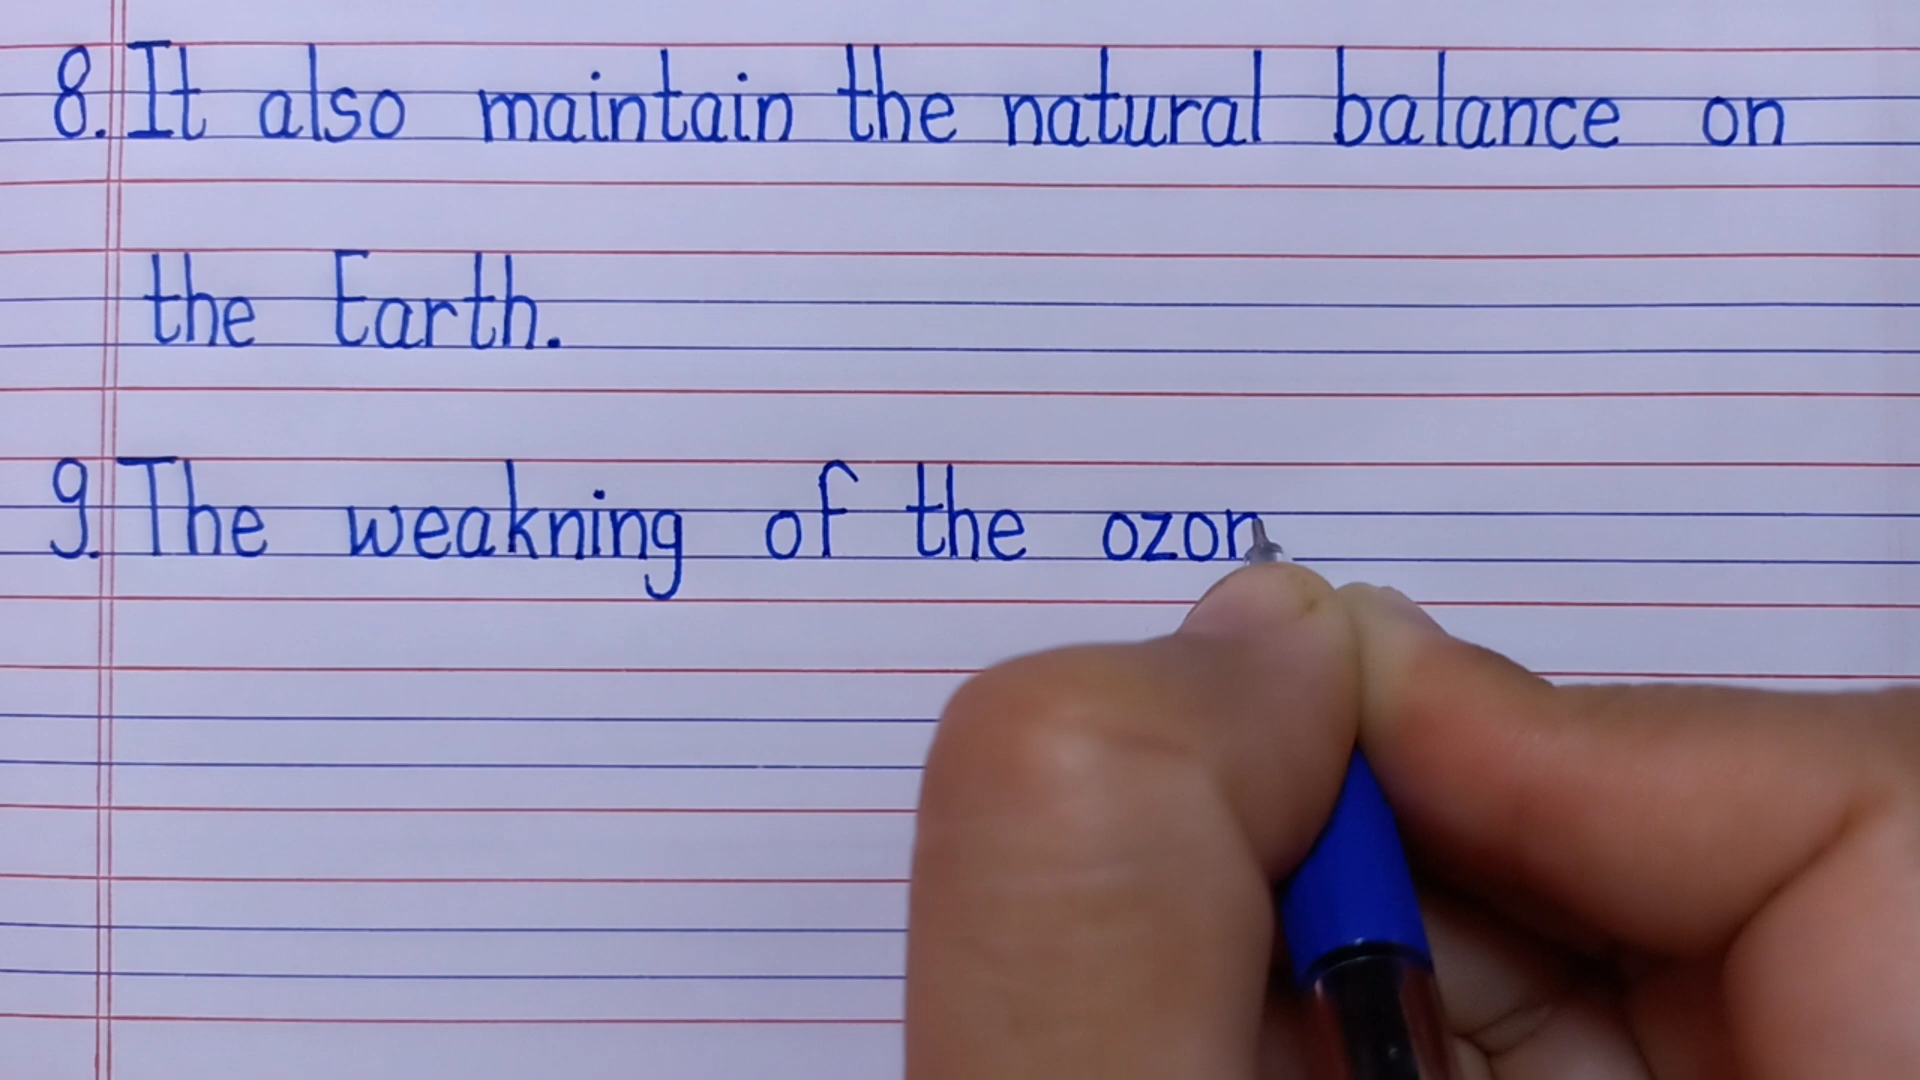 8. It also maintain the natural balance on
the Earth.
9. The weakning of the ozon